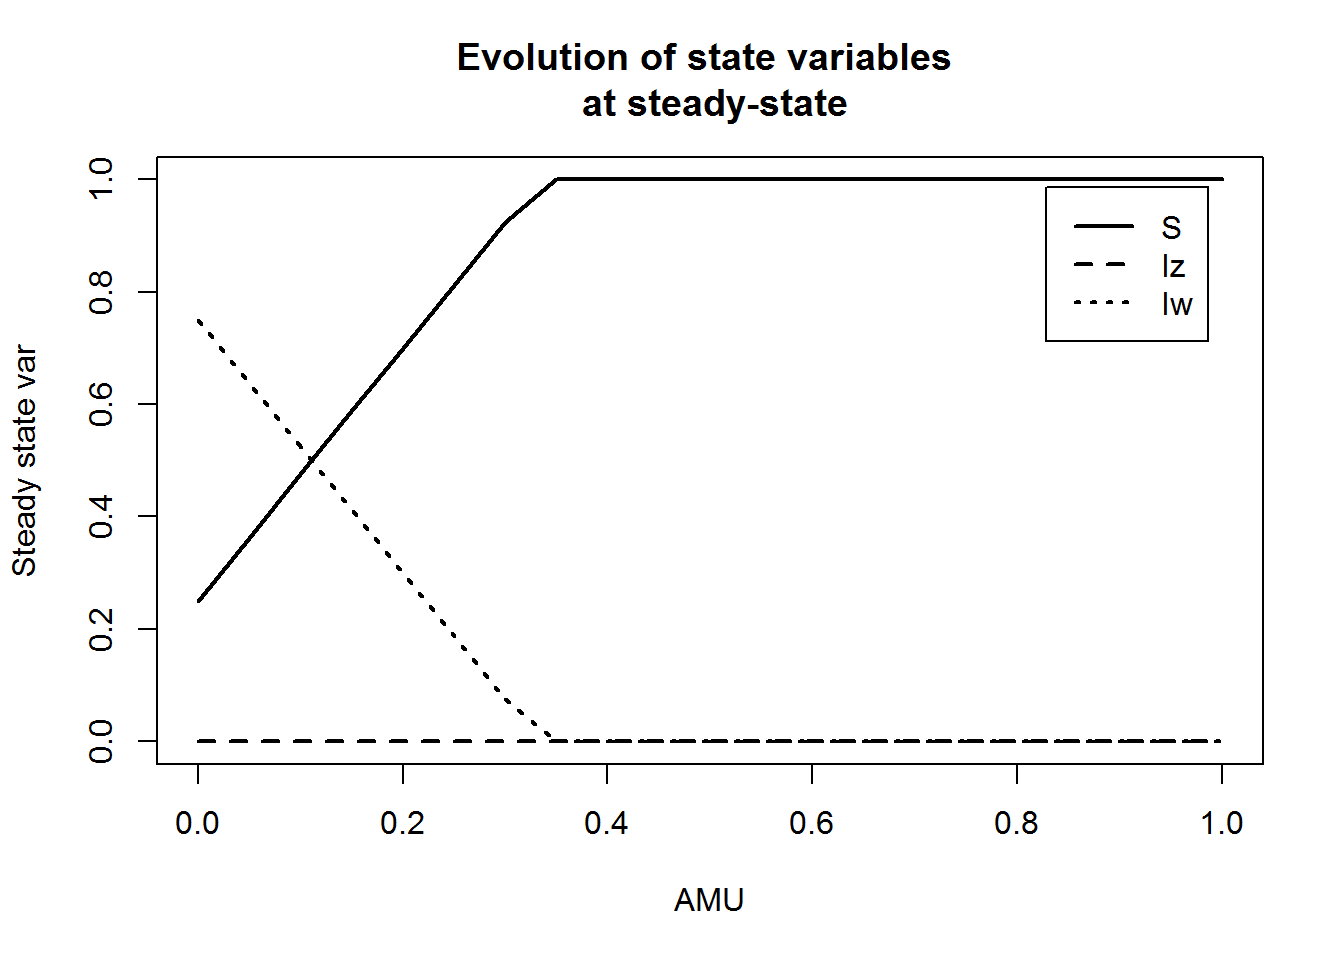 Evolution of state variables
at steady-state
Steady state var
1.0
0.8
0.6
0.4
0.2
0.0
S
Iz
Iw
0.0 0.2 0.4 0.6 0.8 1.0
AMU